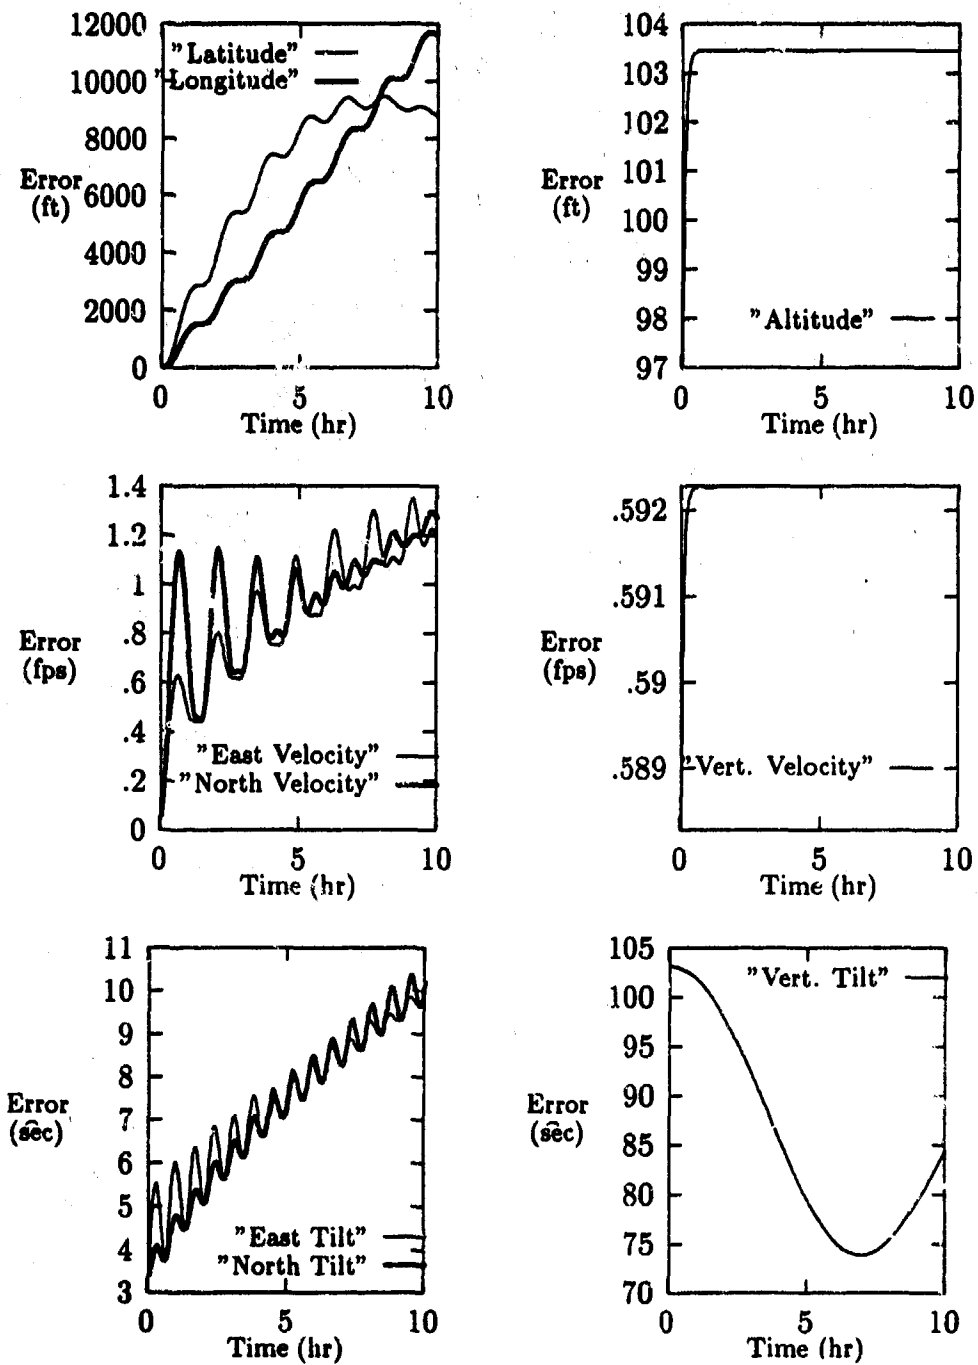 12000
10000
8000
6000
4000
2000
0
Error
(ft)
"Latitude"
"Longitude"
0 5 10
Time (hr)
104
103
102
101
100
99
98
97
Error
(ft)
"Altitude"
0 5 10
Time (hr)
1.4
1.2
1
.8
.6
.4
.2
0
Error
(fps)
"East Velocity"
"North Velocity"
0 5 10
Time (hr)
.592
.591
.59
.589
Error
(fps)
"Vert. Velocity"
0 5 10
Time (hr)
11
10
9
8
7
6
5
4
3
Error
(sec)
"East Tilt"
"North Tilt"
0 5 10
Time (hr)
105
100
95
90
85
80
75
70
Error
(sec)
"Vert. Tilt"
0 5 10
Time (hr)